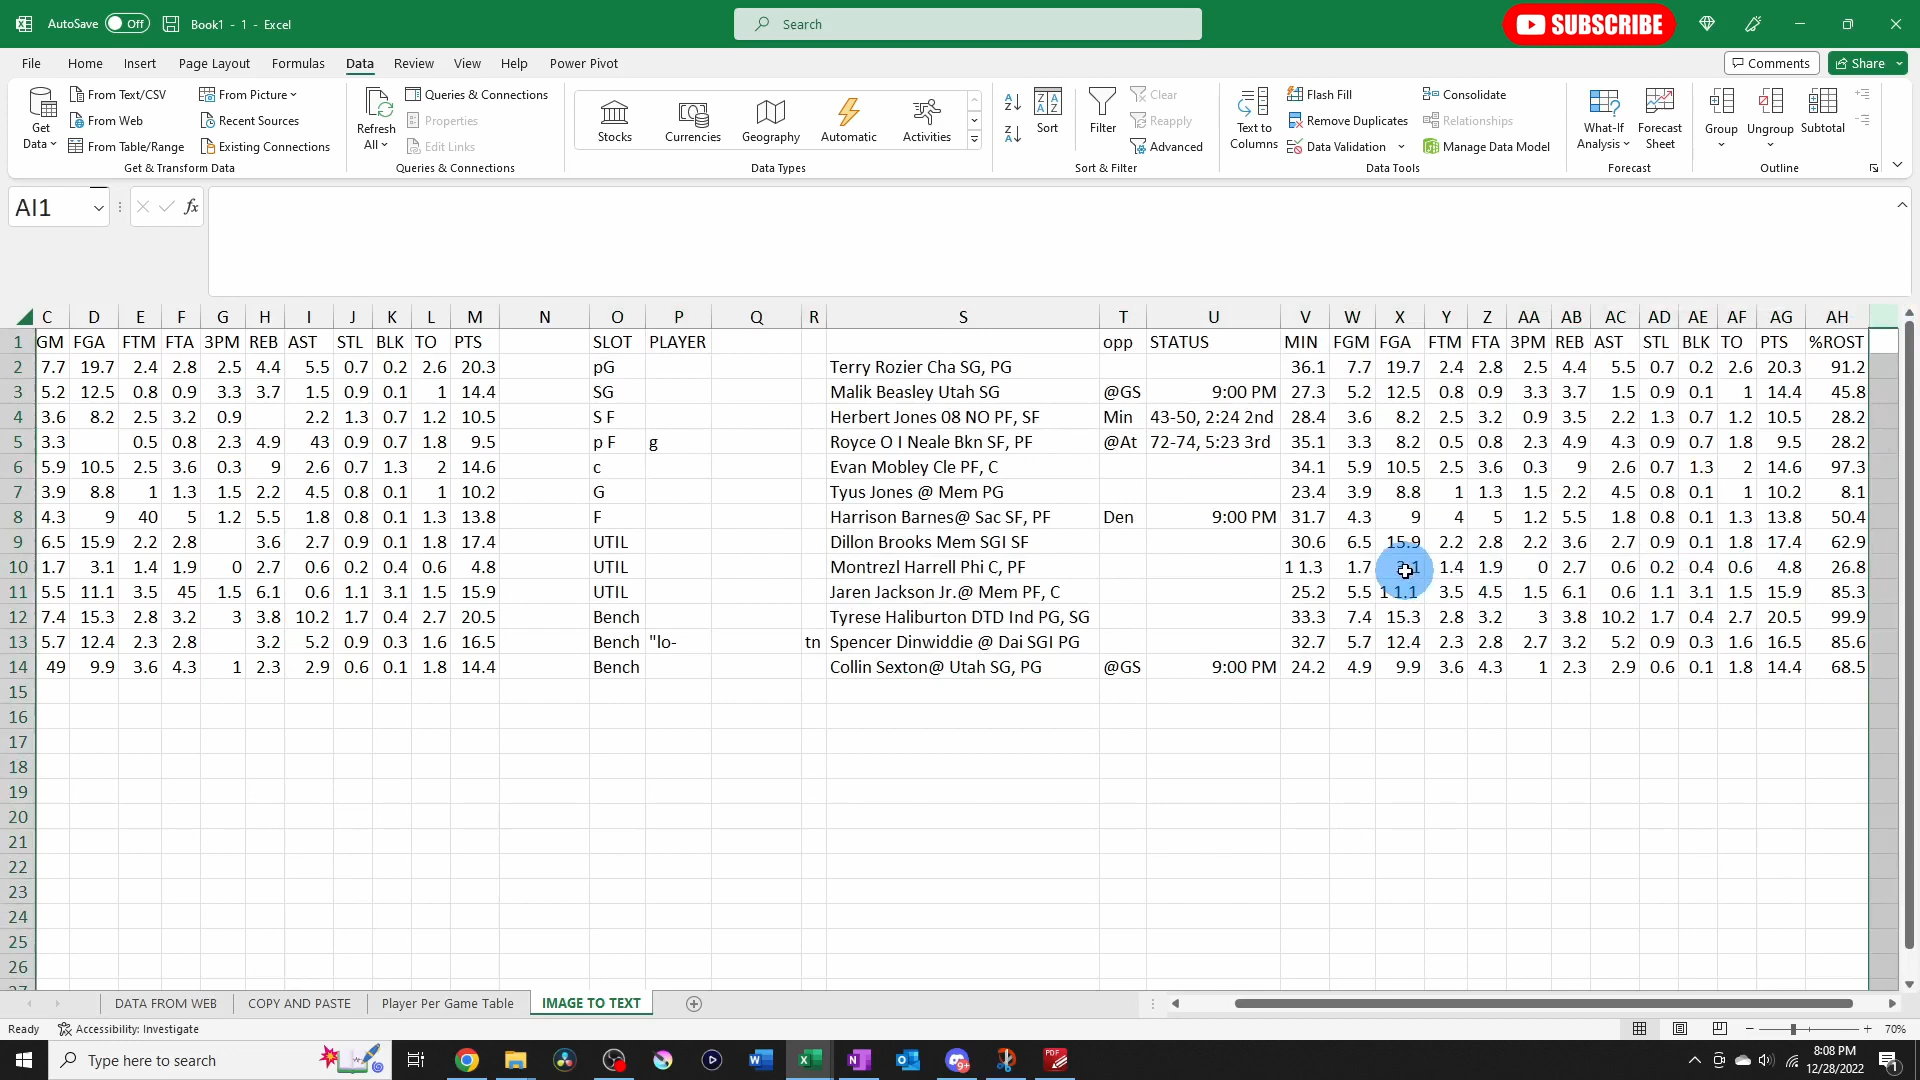 AutoSave Off Book1 - 1 - Excel Search SUBSCRIBE
File Home Insert Page Layout Formulas Data Review View Help Power Pivot Comments Share
Get Data From Text/CSV From Picture Refresh All Queries & Connections Stocks Currencies Geography Automatic Activities Sort Filter Clear Text to Columns Flash Fill Consolidate What-If Analysis Forecast Sheet Group Ungroup Subtotal
From Web Recent Sources Properties Reapply Remove Duplicates Relationships
From Table/Range Existing Connections Edit Links Advanced Data Validation Manage Data Model
Get & Transform Data Queries & Connections Data Types Sort & Filter Data Tools Forecast Outline
AI1 fx
C D E F G H I J K L M N O P Q R S T U V W X Y Z AA AB AC AD AE AF AG AH
1 GM FGA FTM FTA 3PM REB AST STL BLK TO PTS SLOT PLAYER opp STATUS MIN FGM FGA FTM FTA 3PM REB AST STL BLK TO PTS %ROST
2 7.7 19.7 2.4 2.8 2.5 4.4 5.5 0.7 0.2 2.6 20.3 pG Terry Rozier Cha SG, PG 36.1 7.7 19.7 2.4 2.8 2.5 4.4 5.5 0.7 0.2 2.6 20.3 91.2
3 5.2 12.5 0.8 0.9 3.3 3.7 1.5 0.9 0.1 1 14.4 SG Malik Beasley Utah SG @GS 9:00 PM 27.3 5.2 12.5 0.8 0.9 3.3 3.7 1.5 0.9 0.1 1 14.4 45.8
4 3.6 8.2 2.5 3.2 0.9 2.2 1.3 0.7 1.2 10.5 S F Herbert Jones 08 NO PF, SF Min 43-50, 2:24 2nd 28.4 3.6 8.2 2.5 3.2 0.9 3.5 2.2 1.3 0.7 1.2 10.5 28.2
5 3.3 0.5 0.8 2.3 4.9 43 0.9 0.7 1.8 9.5 p F g Royce O I Neale Bkn SF, PF @At 72-74, 5:23 3rd 35.1 3.3 8.2 0.5 0.8 2.3 4.9 4.3 0.9 0.7 1.8 9.5 28.2
6 5.9 10.5 2.5 3.6 0.3 9 2.6 0.7 1.3 2 14.6 c Evan Mobley Cle PF, C 34.1 5.9 10.5 2.5 3.6 0.3 9 2.6 0.7 1.3 2 14.6 97.3
7 3.9 8.8 1 1.3 1.5 2.2 4.5 0.8 0.1 1 10.2 G Tyus Jones @ Mem PG 23.4 3.9 8.8 1 1.3 1.5 2.2 4.5 0.8 0.1 1 10.2 8.1
8 4.3 9 40 5 1.2 5.5 1.8 0.8 0.1 1.3 13.8 F Harrison Barnes@ Sac SF, PF Den 9:00 PM 31.7 4.3 9 4 5 1.2 5.5 1.8 0.8 0.1 1.3 13.8 50.4
9 6.5 15.9 2.2 2.8 3.6 2.7 0.9 0.1 1.8 17.4 UTIL Dillon Brooks Mem SGI SF 30.6 6.5 15.9 2.2 2.8 2.2 3.6 2.7 0.9 0.1 1.8 17.4 62.9
10 1.7 3.1 1.4 1.9 0 2.7 0.6 0.2 0.4 0.6 4.8 UTIL Montrezl Harrell Phi C, PF 1 1.3 1.7 3.1 1.4 1.9 0 2.7 0.6 0.2 0.4 0.6 4.8 26.8
11 5.5 11.1 3.5 45 1.5 6.1 0.6 1.1 3.1 1.5 15.9 UTIL Jaren Jackson Jr.@ Mem PF, C 25.2 5.5 1 1.1 3.5 4.5 1.5 6.1 0.6 1.1 3.1 1.5 15.9 85.3
12 7.4 15.3 2.8 3.2 3 3.8 10.2 1.7 0.4 2.7 20.5 Bench Tyrese Haliburton DTD Ind PG, SG 33.3 7.4 15.3 2.8 3.2 3 3.8 10.2 1.7 0.4 2.7 20.5 99.9
13 5.7 12.4 2.3 2.8 3.2 5.2 0.9 0.3 1.6 16.5 Bench "lo- tn Spencer Dinwiddie @ Dai SGI PG 32.7 5.7 12.4 2.3 2.8 2.7 3.2 5.2 0.9 0.3 1.6 16.5 85.6
14 49 9.9 3.6 4.3 1 2.3 2.9 0.6 0.1 1.8 14.4 Bench Collin Sexton@ Utah SG, PG @GS 9:00 PM 24.2 4.9 9.9 3.6 4.3 1 2.3 2.9 0.6 0.1 1.8 14.4 68.5
15
16
17
18
19
20
21
22
23
24
25
26
27
DATA FROM WEB COPY AND PASTE Player Per Game Table IMAGE TO TEXT
Ready Accessibility: Investigate 70%
Type here to search 9+ PDF 8:08 PM
12/28/2022 1